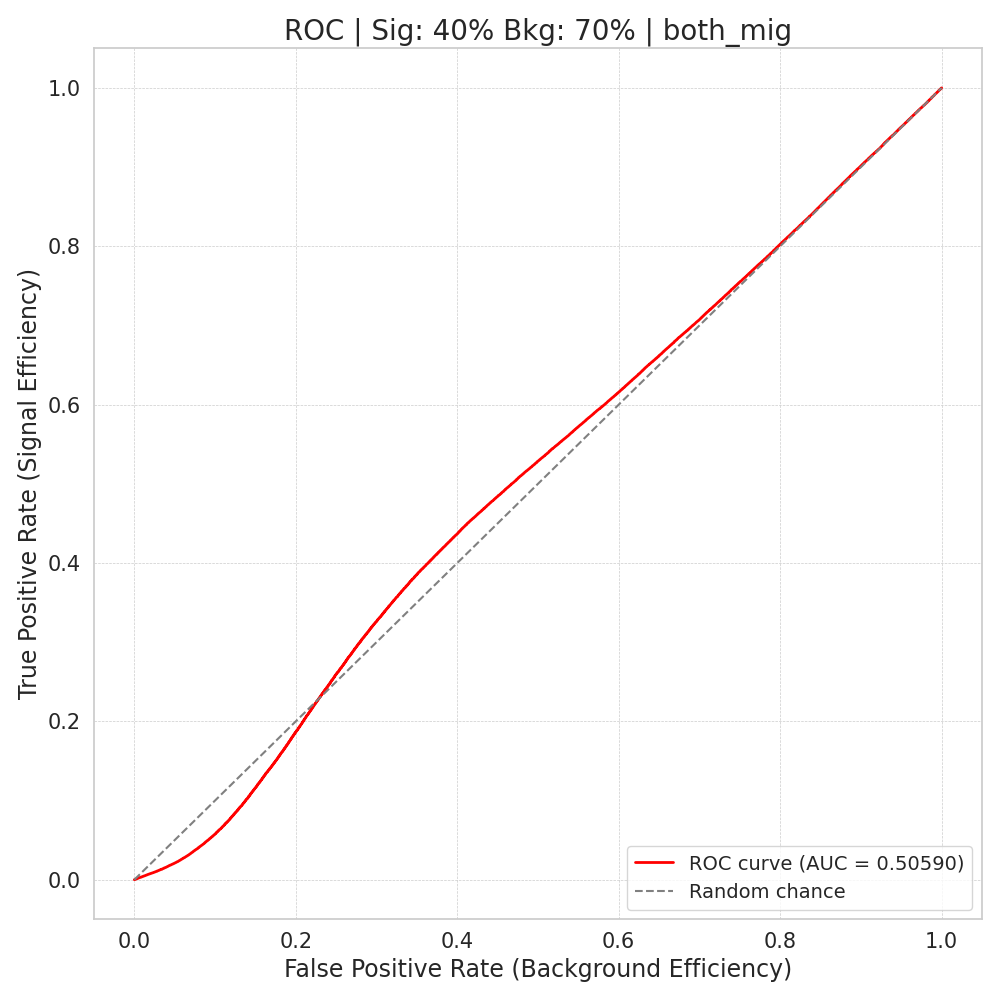 ROC | Sig: 40% Bkg: 70% | both_mig
True Positive Rate (Signal Efficiency)
1.0
0.8
0.6
0.4
0.2
0.0
ROC curve (AUC = 0.50590)
Random chance
0.0 0.2 0.4 0.6 0.8 1.0
False Positive Rate (Background Efficiency)